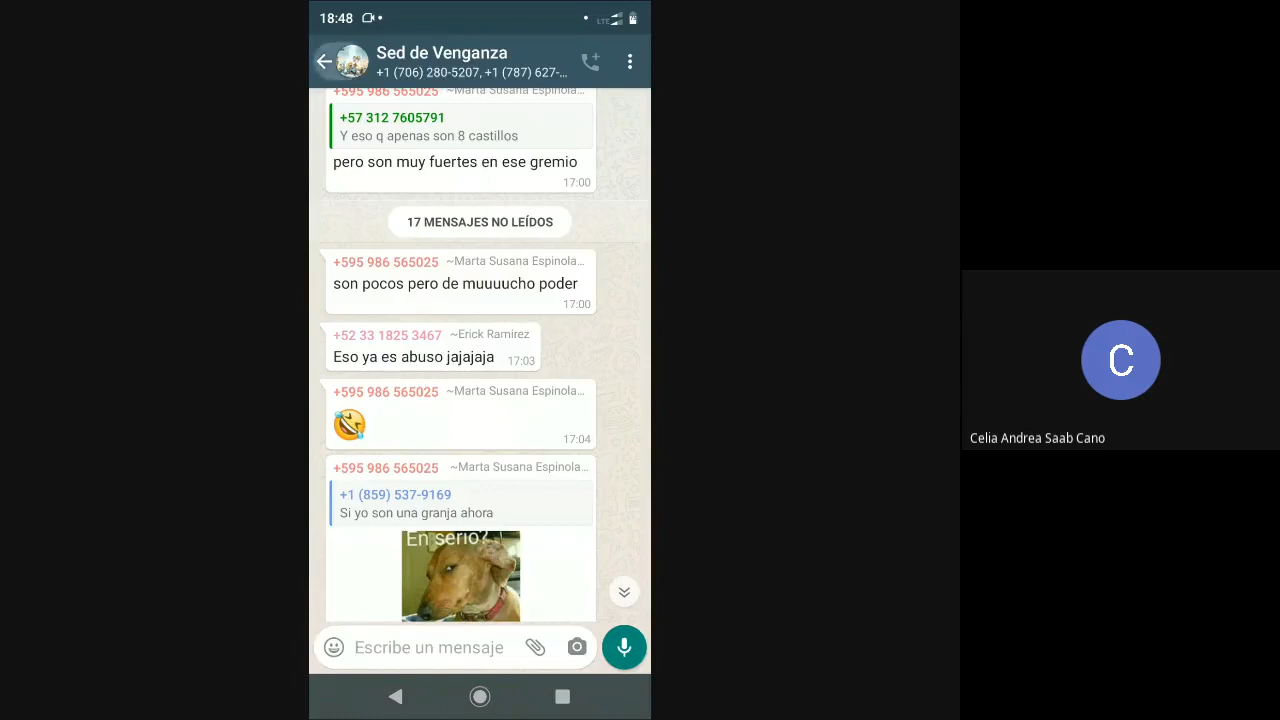 18:48
LTE
Sed de Venganza
+1 (706) 280-5207, +1 (787) 627-...
+595 986 565025 ~Marta Susana Espinola...
+57 312 7605791
Y eso q apenas son 8 castillos
pero son muy fuertes en ese gremio
17:00
17 MENSAJES NO LEÍDOS
+595 986 565025 ~Marta Susana Espinola...
son pocos pero de muuuucho poder
17:00
+52 33 1825 3467 ~Erick Ramirez
Eso ya es abuso jajajaja 17:03
+595 986 565025 ~Marta Susana Espinola...
17:04
+595 986 565025 ~Marta Susana Espinola...
+1 (859) 537-9169
Si yo son una granja ahora
En serio?
Escribe un mensaje
C
Celia Andrea Saab Cano